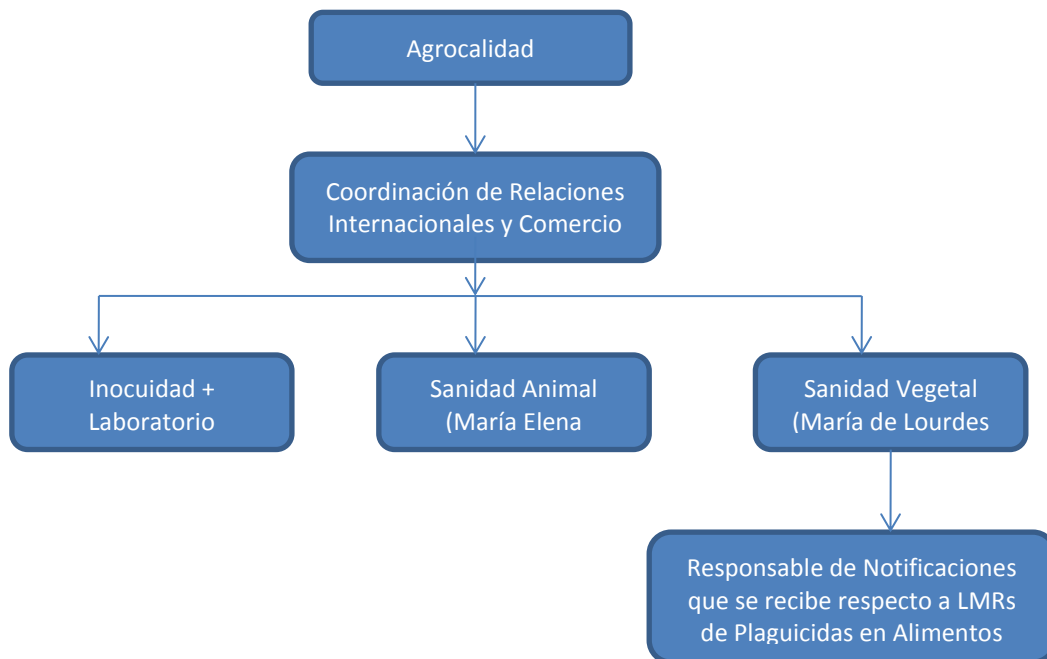 Agrocalidad
Coordinación de Relaciones
Internacionales y Comercio
Inocuidad +
Laboratorio
Sanidad Animal
(María Elena
Sanidad Vegetal
(María de Lourdes
Responsable de Notificaciones
que se recibe respecto a LMRs
de Plaguicidas en Alimentos